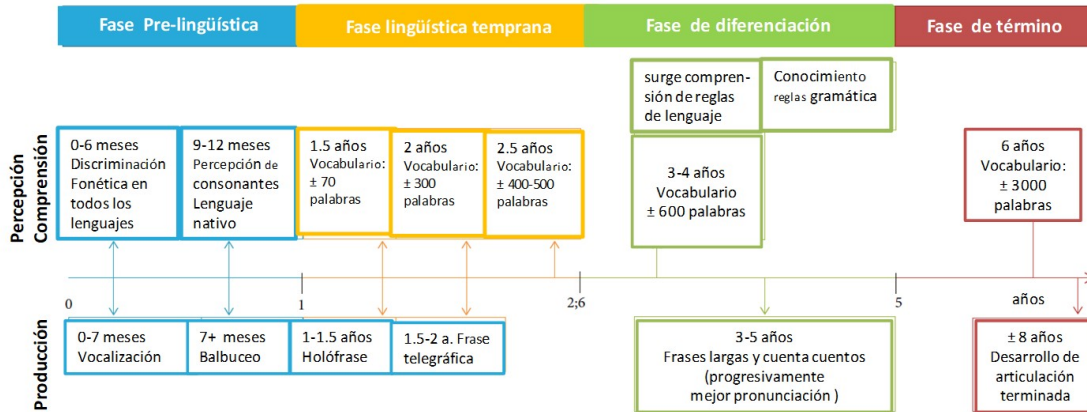 Fase Pre-lingüística
Fase lingüística temprana
Fase de diferenciación
Fase de término
Percepción
Comprensión
0-6 meses
Discriminación
Fonética en
todos los
lenguajes
9-12 meses
Percepción de
consonantes
Lenguaje
nativo
1.5 años
Vocabulario:
± 70
palabras
2 años
Vocabulario:
± 300
palabras
2.5 años
Vocabulario:
± 400-500
palabras
surge compren-
sión de reglas
de lenguaje
Conocimiento
reglas gramática
3-4 años
Vocabulario
± 600 palabras
6 años
Vocabulario:
± 3000
palabras
0
1
2;6
5
años
Producción
0-7 meses
Vocalización
7+ meses
Balbuceo
1-1.5 años
Holófrase
1.5-2 a. Frase
telegráfica
3-5 años
Frases largas y cuenta cuentos
(progresivamente
mejor pronunciación )
± 8 años
Desarrollo de
articulación
terminada